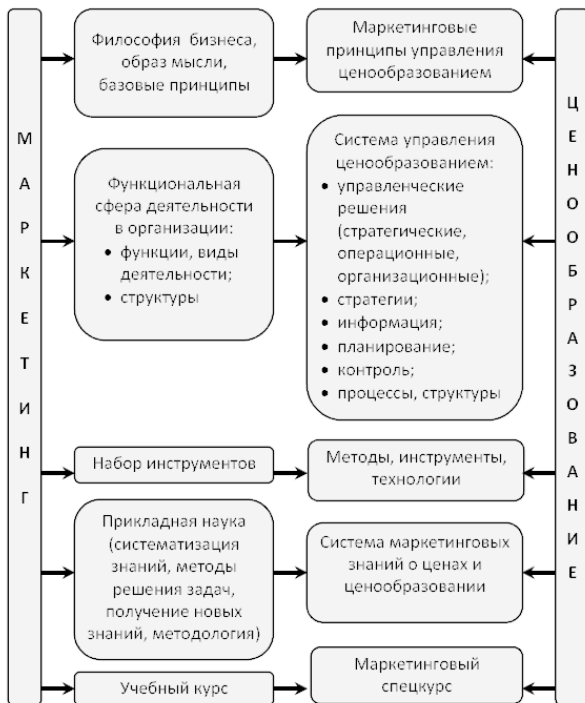 МАРКЕТИНГ
Философия бизнеса,
образ мысли,
базовые принципы
Маркетинговые
принципы управления
ценообразованием
Функциональная
сфера деятельности
в организации:
• функции, виды
деятельности;
• структуры
Система управления
ценообразованием:
• управленческие
решения
(стратегические,
операционные,
организационные);
• стратегии;
• информация;
• планирование;
• контроль;
• процессы, структуры
Набор инструментов
Методы, инструменты,
технологии
Прикладная наука
(систематизация
знаний, методы
решения задач,
получение новых
знаний, методология)
Система маркетинговых
знаний о ценах и
ценообразовании
Учебный курс
Маркетинговый
спецкурс
ЦЕНООБРАЗОВАНИЕ